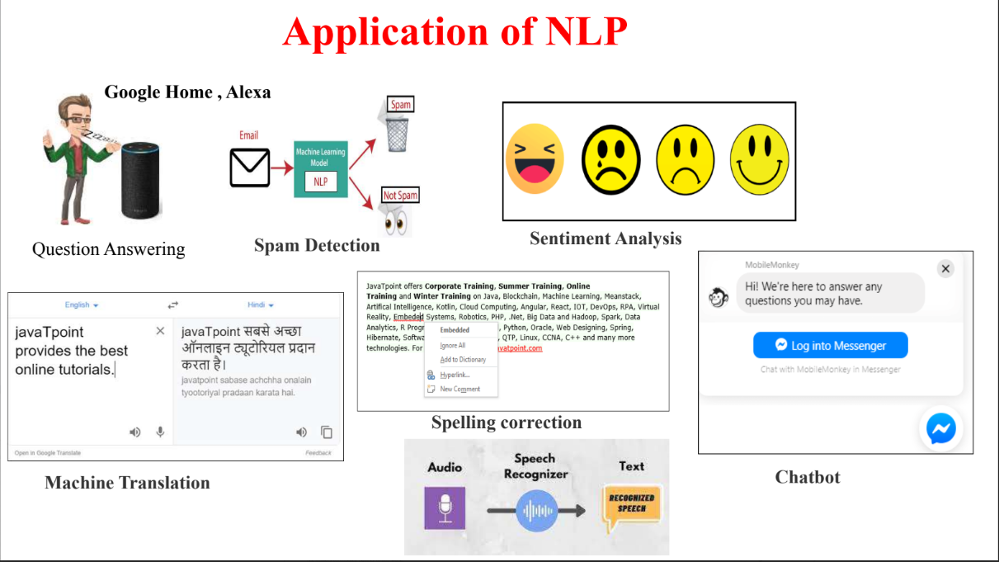 Application of NLP
Google Home , Alexa
Question Answering
Email
Machine Learning
Model
NLP
Spam
Not Spam
Spam Detection
Sentiment Analysis
English
Hindi
javaTpoint
provides the best
online tutorials.
javaTpoint सबसे अच्छा
ऑनलाइन ट्यूटोरियल प्रदान
करता है।
javatpoint sabase achchha onalain
tyootoriyal pradaan karata hai.
Open in Google Translate
Feedback
Machine Translation
JavaTpoint offers Corporate Training, Summer Training, Online
Training and Winter Training on Java, Blockchain, Machine Learning, Meanstack,
Artifical Intelligence, Kotlin, Cloud Computing, Angular, React, IOT, DevOps, RPA, Virtual
Reality, Embeded Systems, Robotics, PHP, .Net, Big Data and Hadoop, Spark, Data
Analytics, R Progr , Python, Oracle, Web Designing, Spring,
Hibernate, Softwa , QTP, Linux, CCNA, C++ and many more
technologies. For avatpoint.com
Embedded
Ignore All
Add to Dictionary
Hyperlink...
New Comment
Spelling correction
Audio
Speech
Recognizer
Text
RECOGNIZED
SPEECH
MobileMonkey
Hi! We're here to answer any
questions you may have.
Log into Messenger
Chat with MobileMonkey in Messenger
Chatbot